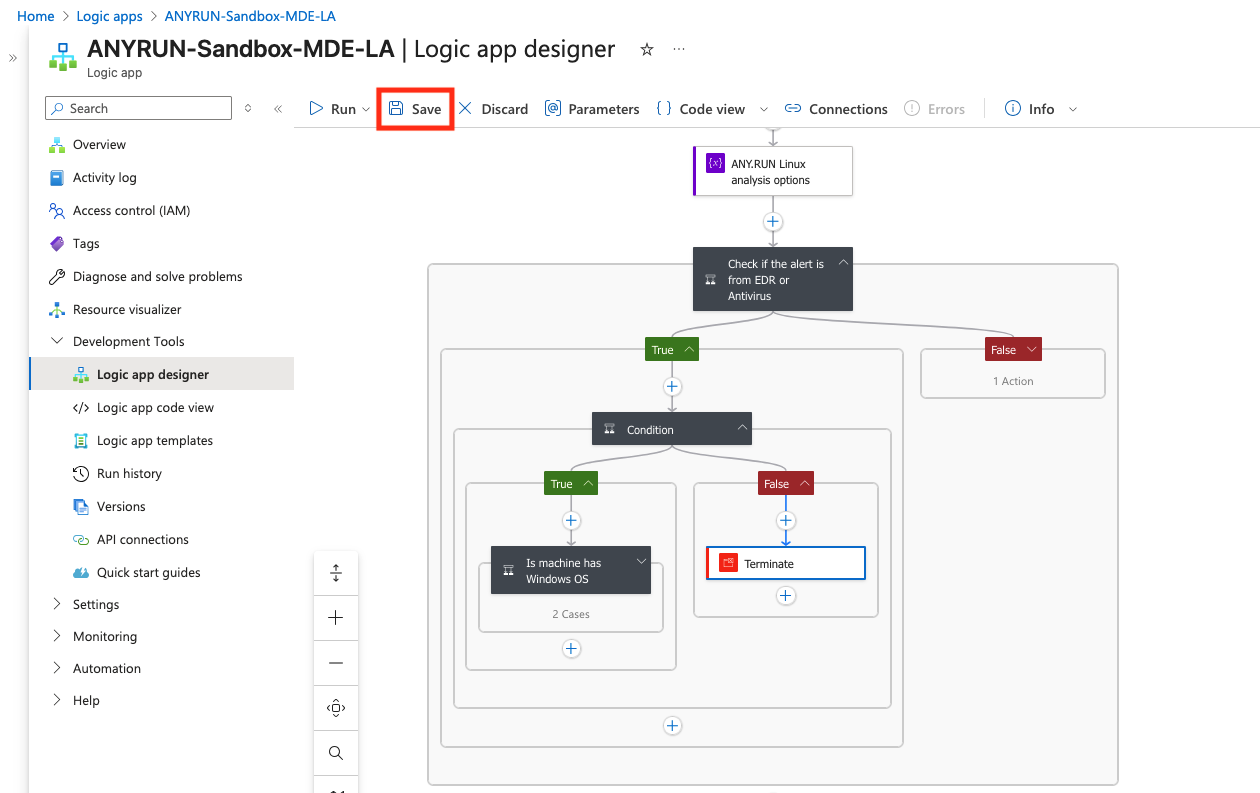 Home > Logic apps > ANYRUN-Sandbox-MDE-LA
ANYRUN-Sandbox-MDE-LA | Logic app designer
Logic app
Search
Run
Save
Discard
Parameters
Code view
Connections
Errors
Info
Overview
Activity log
Access control (IAM)
Tags
Diagnose and solve problems
Resource visualizer
Development Tools
Logic app designer
Logic app code view
Logic app templates
Run history
Versions
API connections
Quick start guides
Settings
Monitoring
Automation
Help
ANY.RUN Linux
analysis options
Check if the alert is
from EDR or
Antivirus
True
False
1 Action
Condition
True
False
Is machine has
Windows OS
2 Cases
Terminate